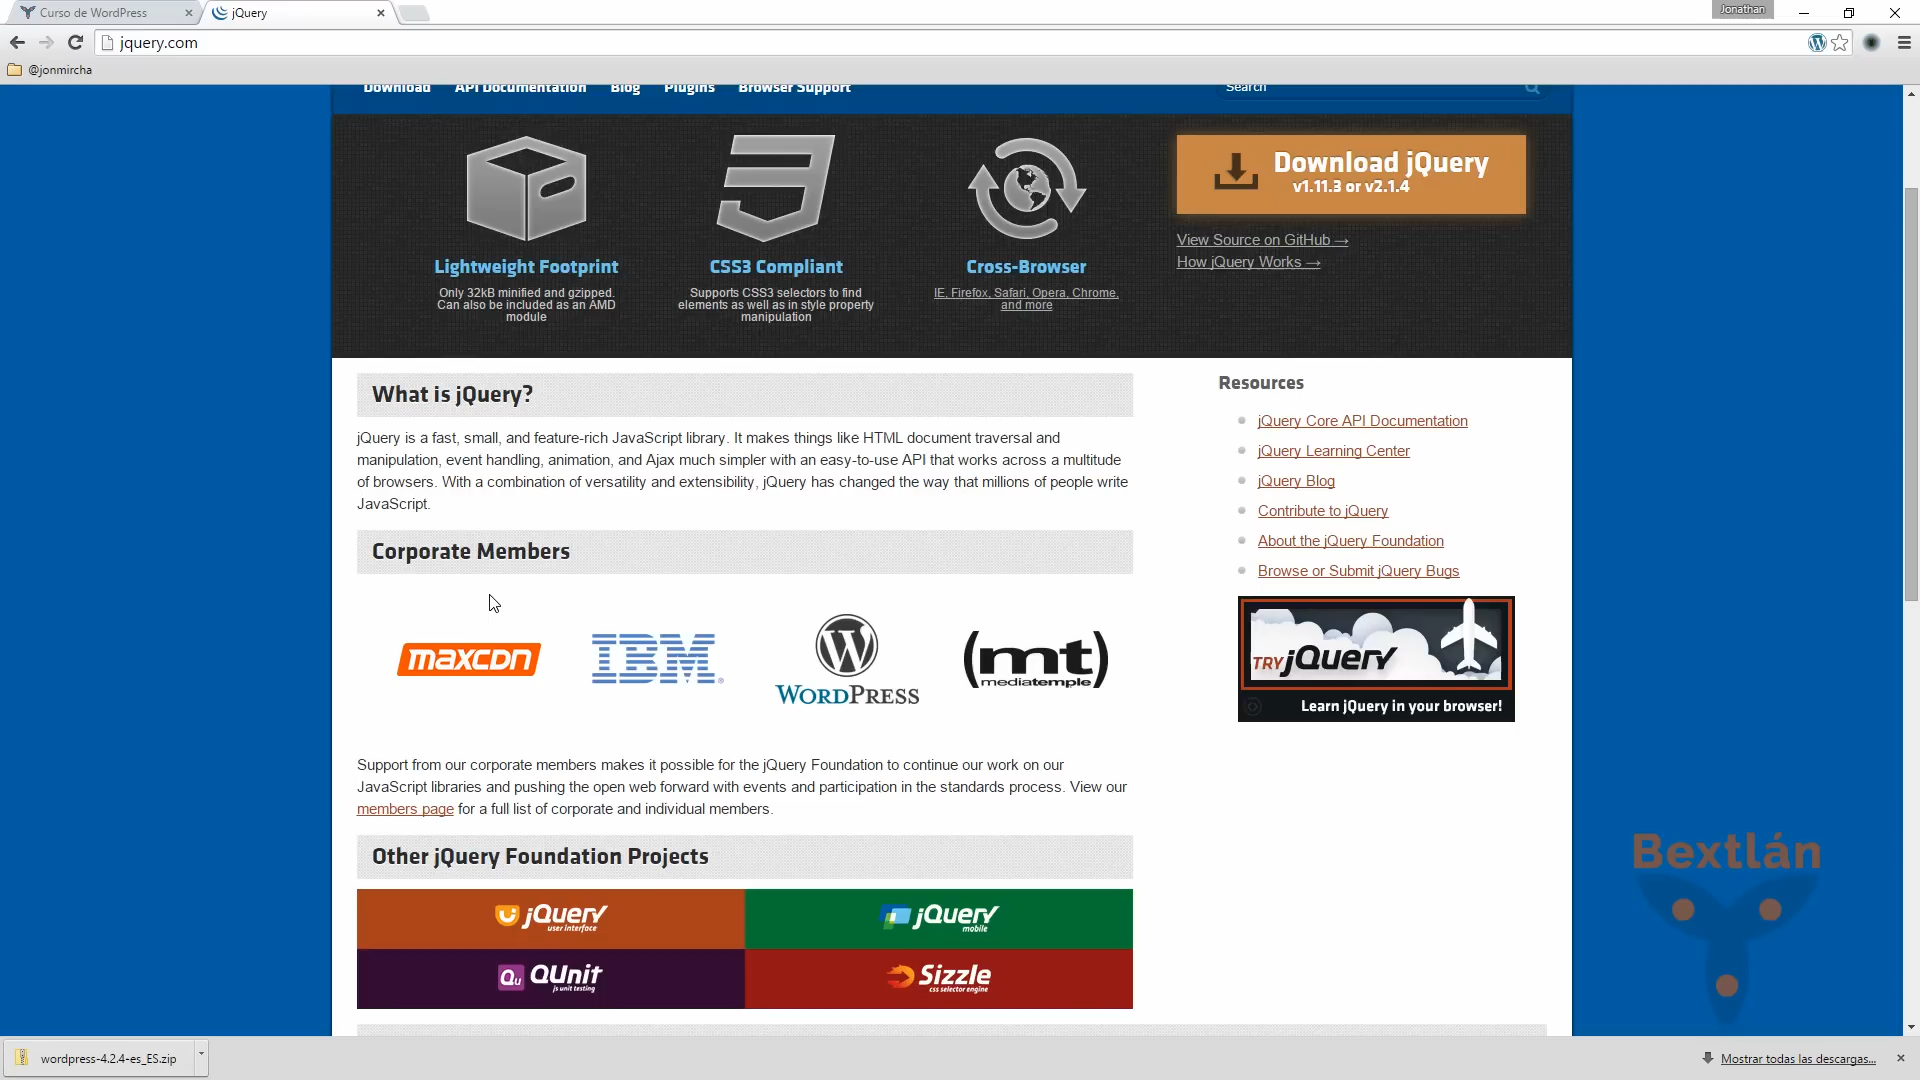 Curso de WordPress
jQuery
Jonathan
jquery.com
@jonmircha
Download API Documentation Blog Plugins Browser Support
Search
Lightweight Footprint
Only 32kB minified and gzipped.
Can also be included as an AMD
module
CSS3 Compliant
Supports CSS3 selectors to find
elements as well as in style property
manipulation
Cross-Browser
IE, Firefox, Safari, Opera, Chrome,
and more
Download jQuery
v1.11.3 or v2.1.4
View Source on GitHub →
How jQuery Works →
What is jQuery?
jQuery is a fast, small, and feature-rich JavaScript library. It makes things like HTML document traversal and
manipulation, event handling, animation, and Ajax much simpler with an easy-to-use API that works across a multitude
of browsers. With a combination of versatility and extensibility, jQuery has changed the way that millions of people write
JavaScript.
Corporate Members
maxcdn
IBM
WORDPRESS
(mt)
mediatemple
Support from our corporate members makes it possible for the jQuery Foundation to continue our work on our
JavaScript libraries and pushing the open web forward with events and participation in the standards process. View our
members page for a full list of corporate and individual members.
Other jQuery Foundation Projects
jQuery
user interface
jQuery
mobile
Qu QUnit
js unit testing
Sizzle
css selector engine
Resources
jQuery Core API Documentation
jQuery Learning Center
jQuery Blog
Contribute to jQuery
About the jQuery Foundation
Browse or Submit jQuery Bugs
TRY jQuery
Learn jQuery in your browser!
Bextlán
wordpress-4.2.4-es_ES.zip
Mostrar todas las descargas...